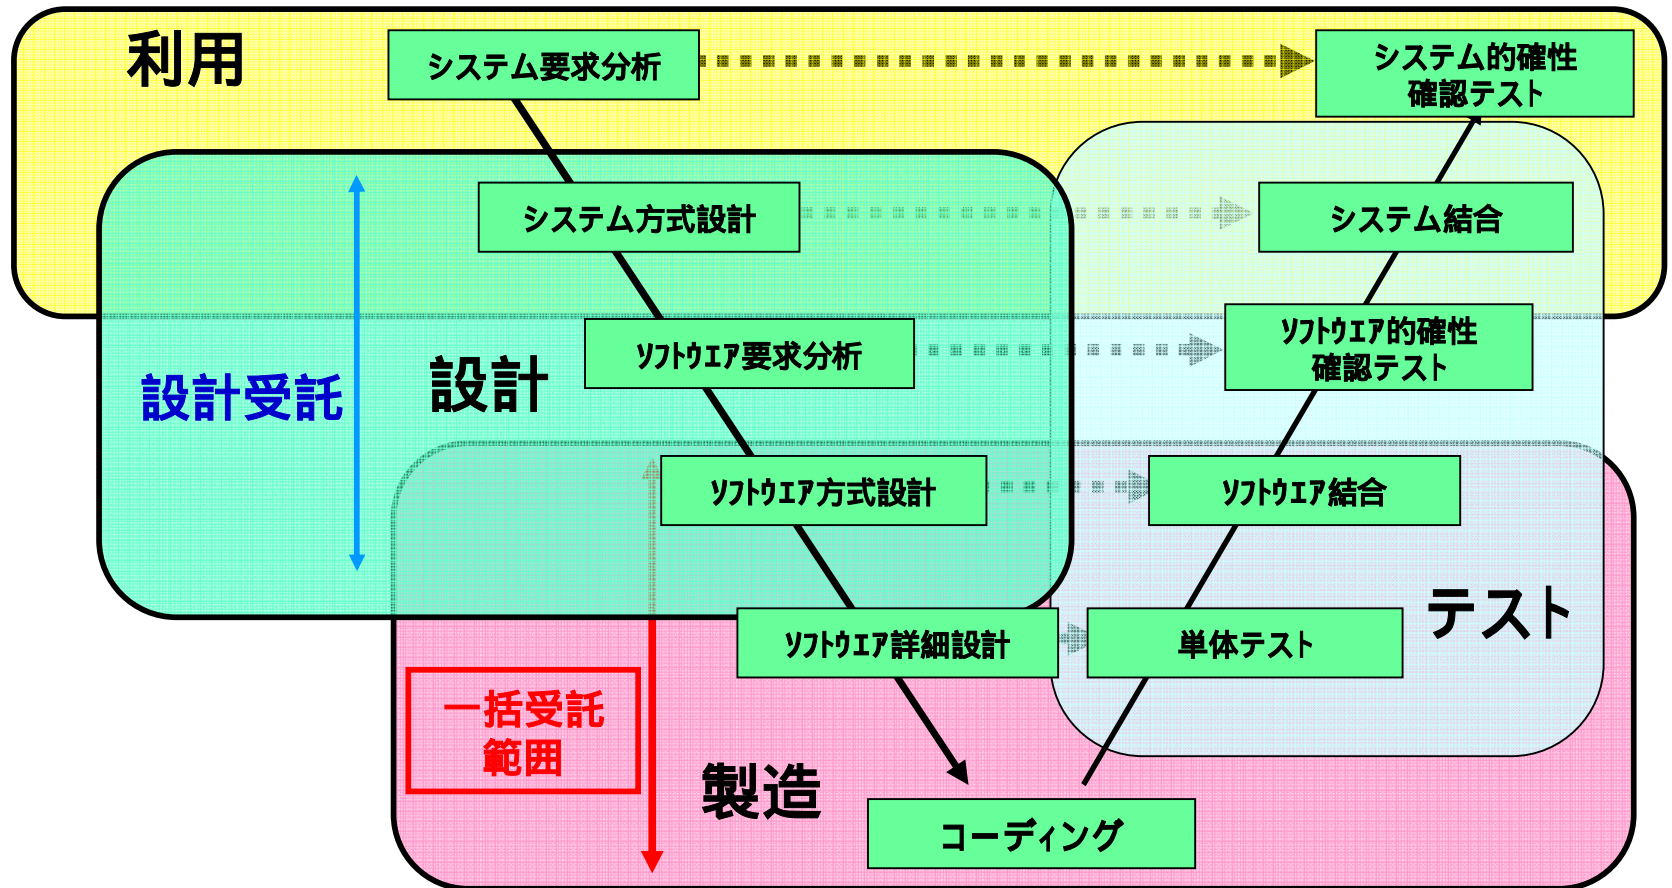 利用
システム要求分析
システム的確性
確認テスト
システム方式設計
システム結合
ｿﾌﾄｳｴｱ要求分析
ｿﾌﾄｳｴｱ的確性
確認テスト
設計受託
設計
ｿﾌﾄｳｴｱ方式設計
ｿﾌﾄｳｴｱ結合
テスト
ｿﾌﾄｳｴｱ詳細設計
単体テスト
一括受託
範囲
製造
コーディング